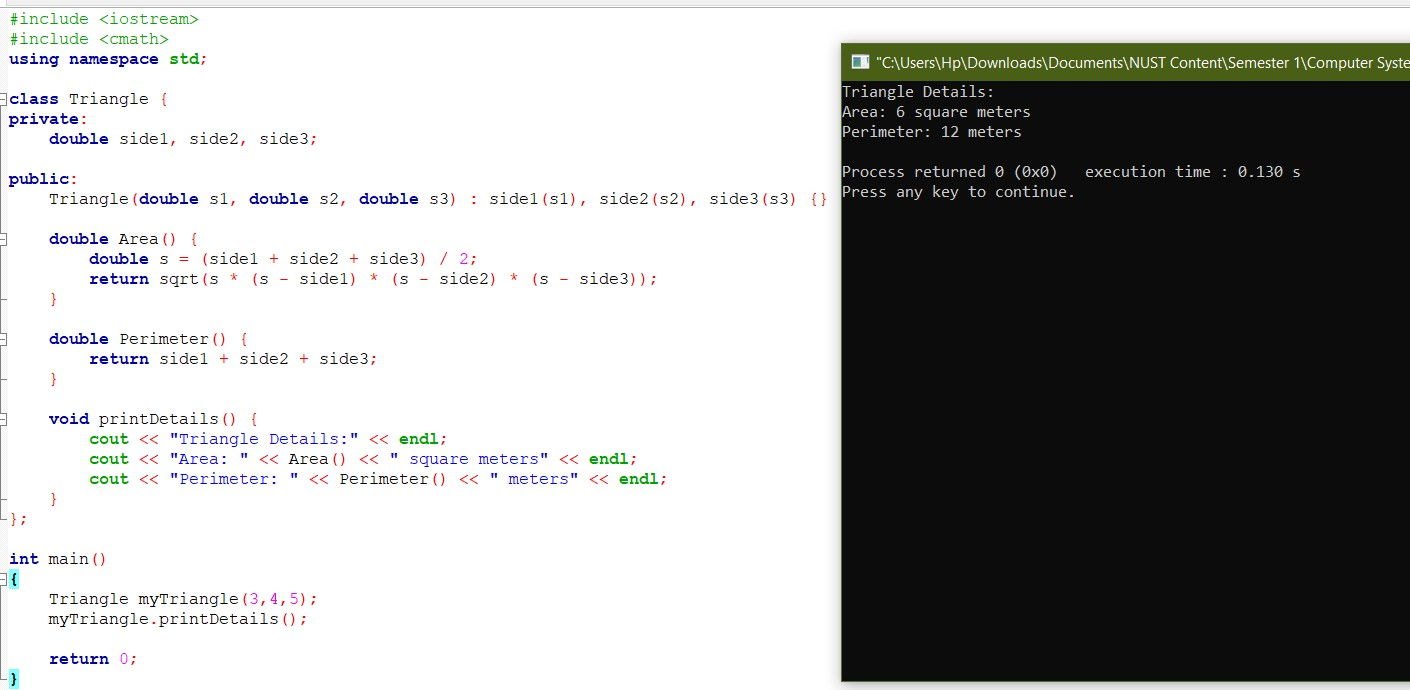 #include <iostream>
#include <cmath>
using namespace std;

class Triangle {
private:
    double side1, side2, side3;

public:
    Triangle(double s1, double s2, double s3) : side1(s1), side2(s2), side3(s3) {}

    double Area() {
        double s = (side1 + side2 + side3) / 2;
        return sqrt(s * (s - side1) * (s - side2) * (s - side3));
    }

    double Perimeter() {
        return side1 + side2 + side3;
    }

    void printDetails() {
        cout << "Triangle Details:" << endl;
        cout << "Area: " << Area() << " square meters" << endl;
        cout << "Perimeter: " << Perimeter() << " meters" << endl;
    }
};

int main()
{
    Triangle myTriangle(3,4,5);
    myTriangle.printDetails();

    return 0;
}
"C:\Users\Hp\Downloads\Documents\NUST Content\Semester 1\Computer Syste
Triangle Details:
Area: 6 square meters
Perimeter: 12 meters

Process returned 0 (0x0)   execution time : 0.130 s
Press any key to continue.